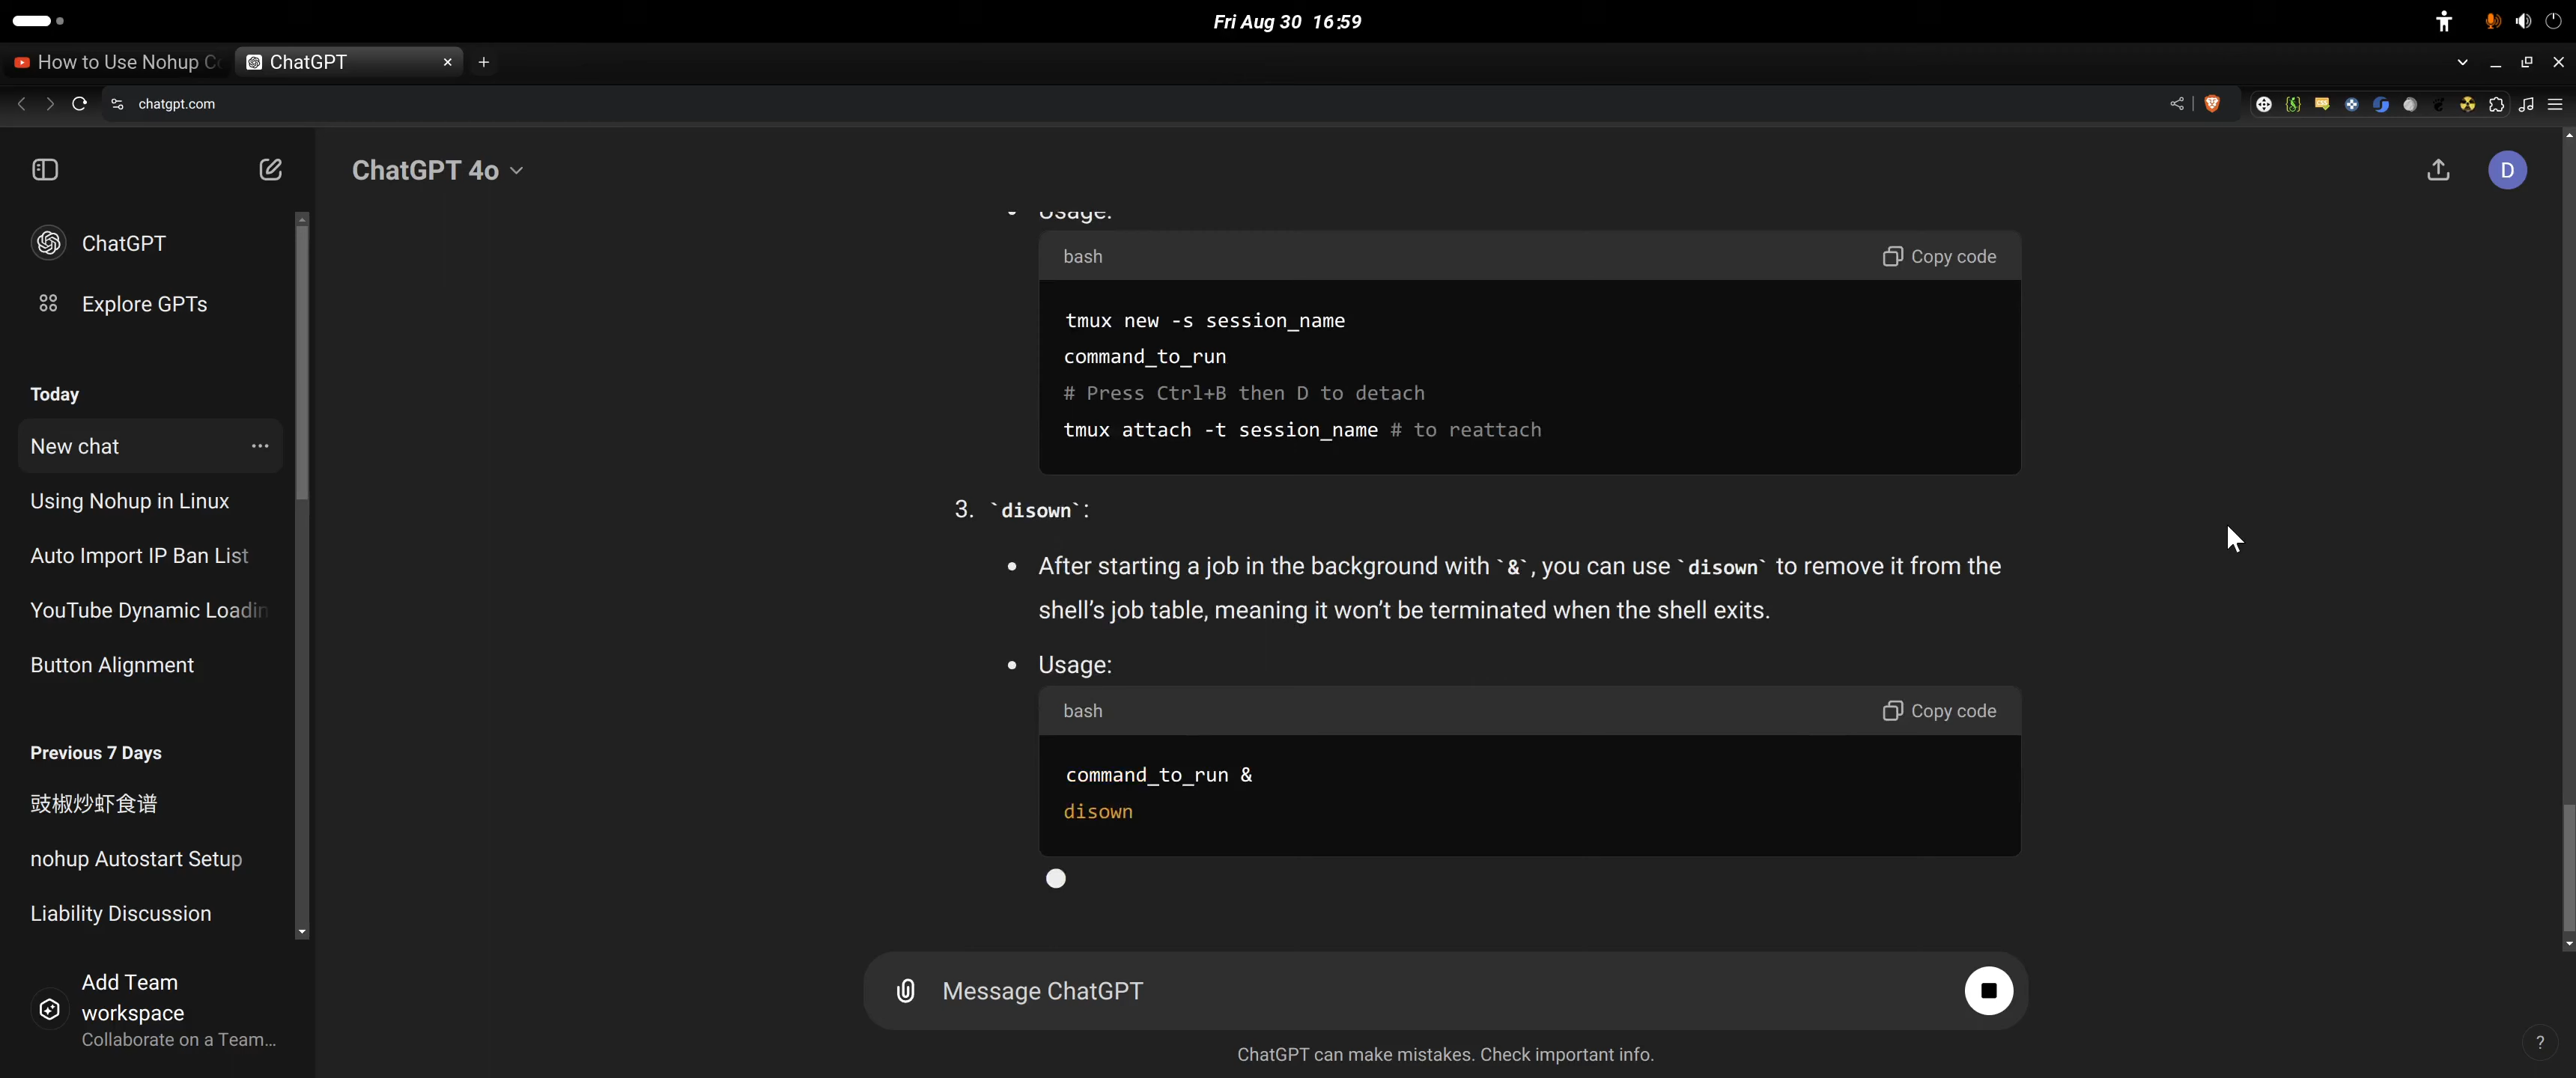 Fri Aug 30 16:59
How to Use Nohup Co
ChatGPT
chatgpt.com
ChatGPT 4o
D
ChatGPT
Explore GPTs
Today
New chat
Using Nohup in Linux
Auto Import IP Ban List
YouTube Dynamic Loadin
Button Alignment
Previous 7 Days
豉椒炒虾食谱
nohup Autostart Setup
Liability Discussion
Add Team
workspace
Collaborate on a Team...
• Usage:
bash
Copy code
tmux new -s session_name
command_to_run
# Press Ctrl+B then D to detach
tmux attach -t session_name # to reattach
3. `disown`:
• After starting a job in the background with `&`, you can use `disown` to remove it from the
shell’s job table, meaning it won’t be terminated when the shell exits.
• Usage:
bash
Copy code
command_to_run &
disown
Message ChatGPT
ChatGPT can make mistakes. Check important info.
?